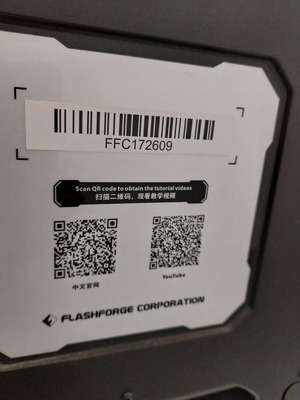 FFC172609
Scan QR code to obtain the tutorial videos
扫描二维码，观看教学视频
中文官网
YouTube
FLASHFORGE CORPORATION